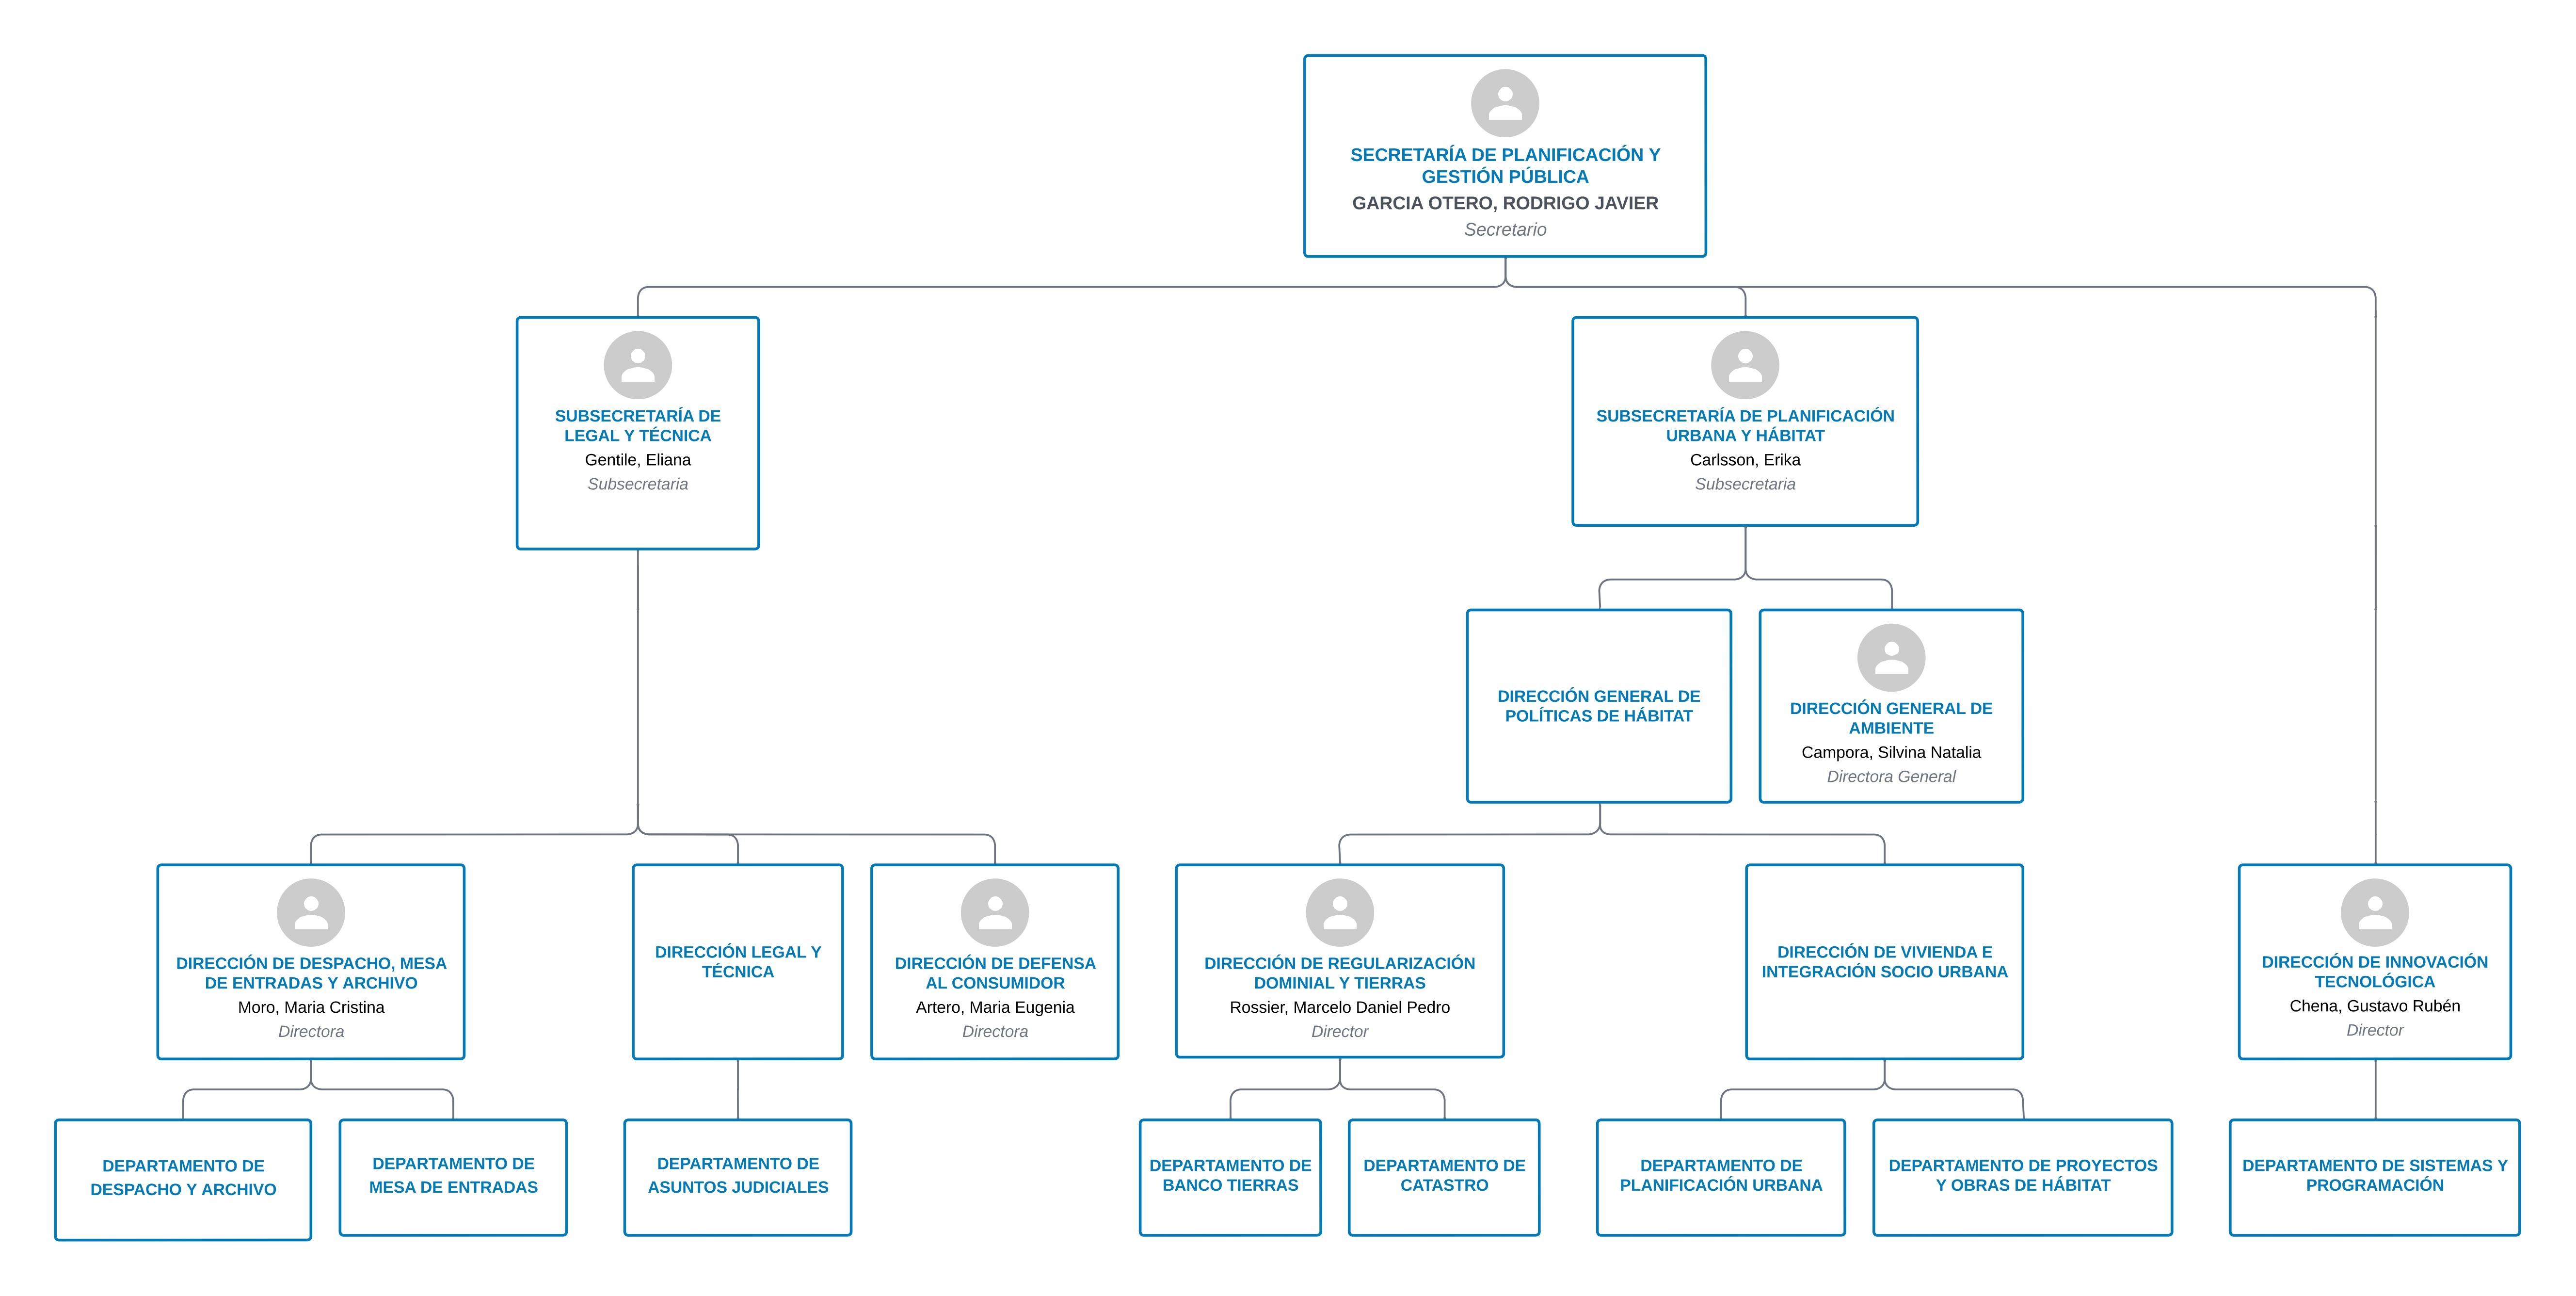 SECRETARÍA DE PLANIFICACIÓN Y
GESTIÓN PÚBLICA
GARCIA OTERO, RODRIGO JAVIER
Secretario
SUBSECRETARÍA DE
LEGAL Y TÉCNICA
Gentile, Eliana
Subsecretaria
SUBSECRETARÍA DE PLANIFICACIÓN
URBANA Y HÁBITAT
Carlsson, Erika
Subsecretaria
DIRECCIÓN GENERAL DE
POLÍTICAS DE HÁBITAT
DIRECCIÓN GENERAL DE
AMBIENTE
Campora, Silvina Natalia
Directora General
DIRECCIÓN DE DESPACHO, MESA
DE ENTRADAS Y ARCHIVO
Moro, Maria Cristina
Directora
DIRECCIÓN LEGAL Y
TÉCNICA
DIRECCIÓN DE DEFENSA
AL CONSUMIDOR
Artero, Maria Eugenia
Directora
DIRECCIÓN DE REGULARIZACIÓN
DOMINIAL Y TIERRAS
Rossier, Marcelo Daniel Pedro
Director
DIRECCIÓN DE VIVIENDA E
INTEGRACIÓN SOCIO URBANA
DIRECCIÓN DE INNOVACIÓN
TECNOLÓGICA
Chena, Gustavo Rubén
Director
DEPARTAMENTO DE
DESPACHO Y ARCHIVO
DEPARTAMENTO DE
MESA DE ENTRADAS
DEPARTAMENTO DE
ASUNTOS JUDICIALES
DEPARTAMENTO DE
BANCO TIERRAS
DEPARTAMENTO DE
CATASTRO
DEPARTAMENTO DE
PLANIFICACIÓN URBANA
DEPARTAMENTO DE PROYECTOS
Y OBRAS DE HÁBITAT
DEPARTAMENTO DE SISTEMAS Y
PROGRAMACIÓN